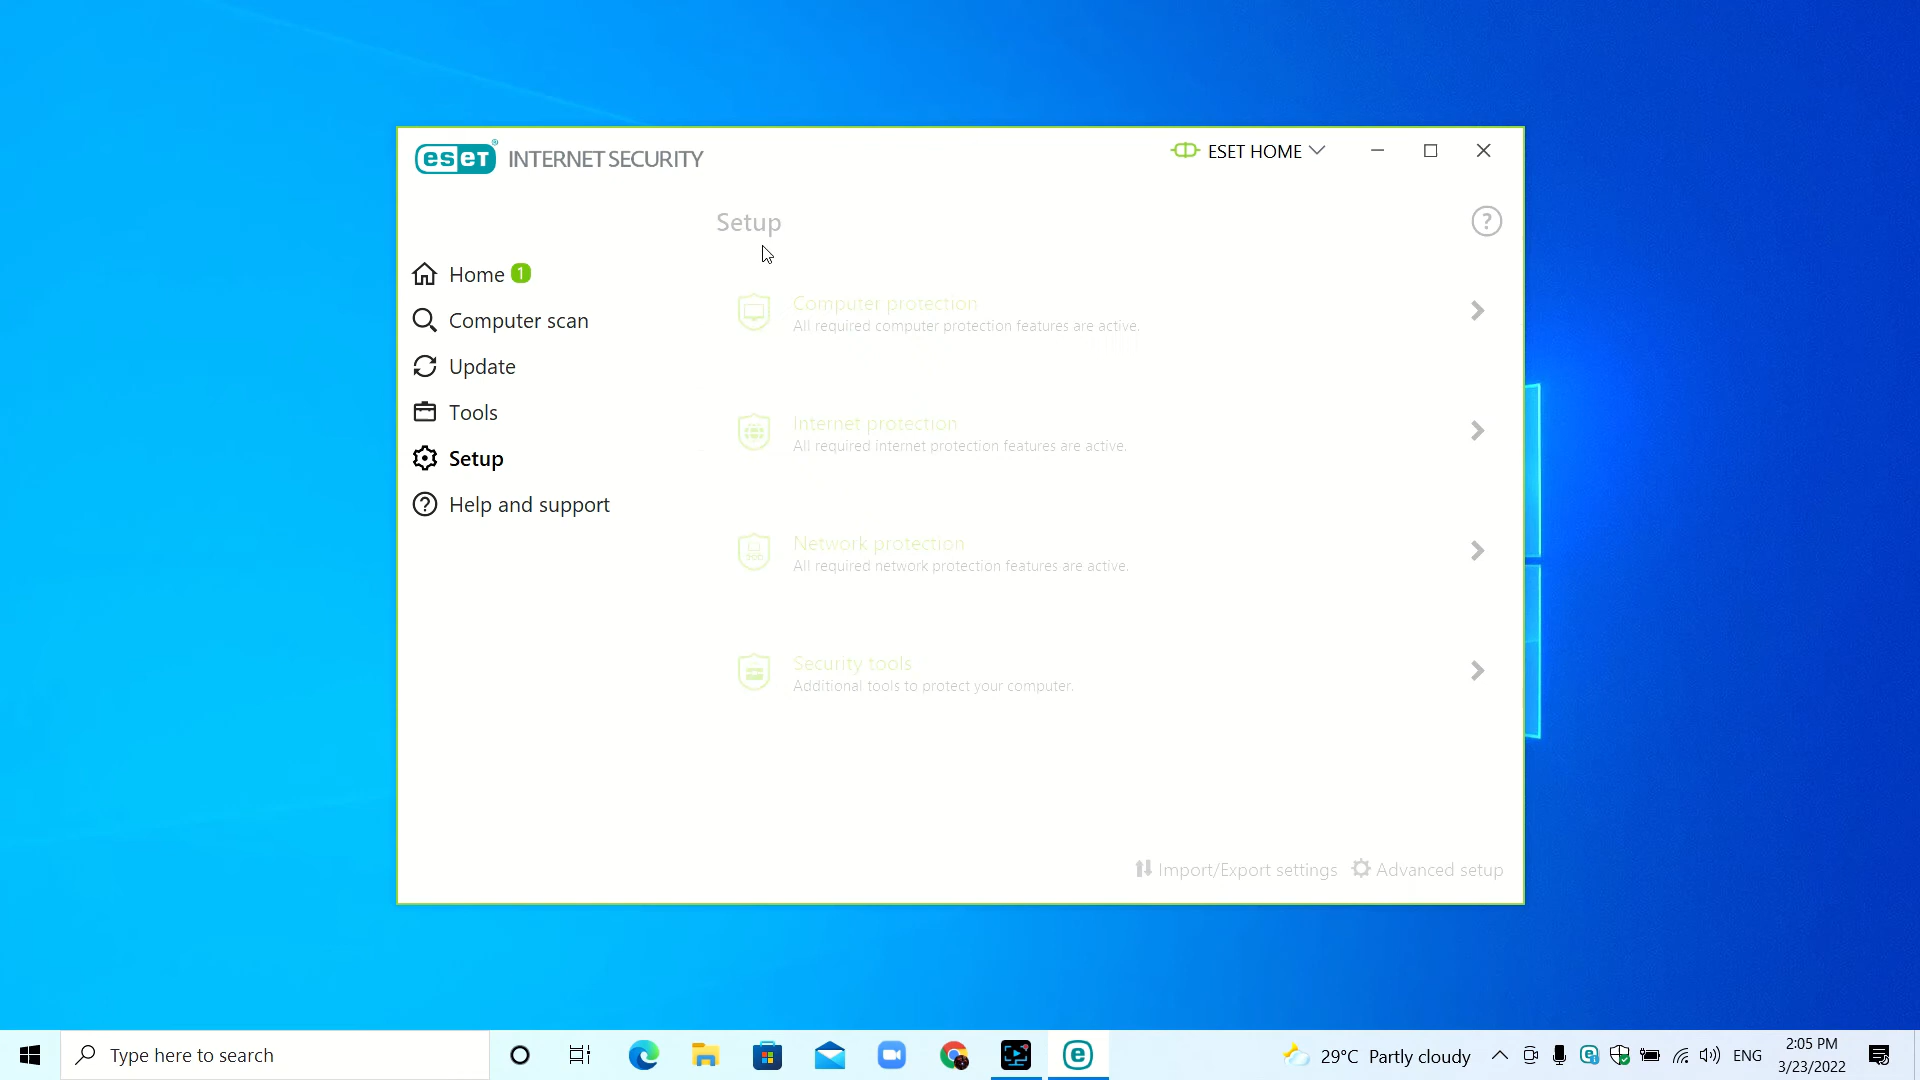 eset® INTERNET SECURITY
ESET HOME
Setup
?
Home 1
Computer scan
Update
Tools
Setup
Help and support
Computer protection
All required computer protection features are active.
Internet protection
All required internet protection features are active.
Network protection
All required network protection features are active.
Security tools
Additional tools to protect your computer.
Import/Export settings
Advanced setup
Type here to search
e
29°C Partly cloudy
ENG
2:05 PM
3/23/2022